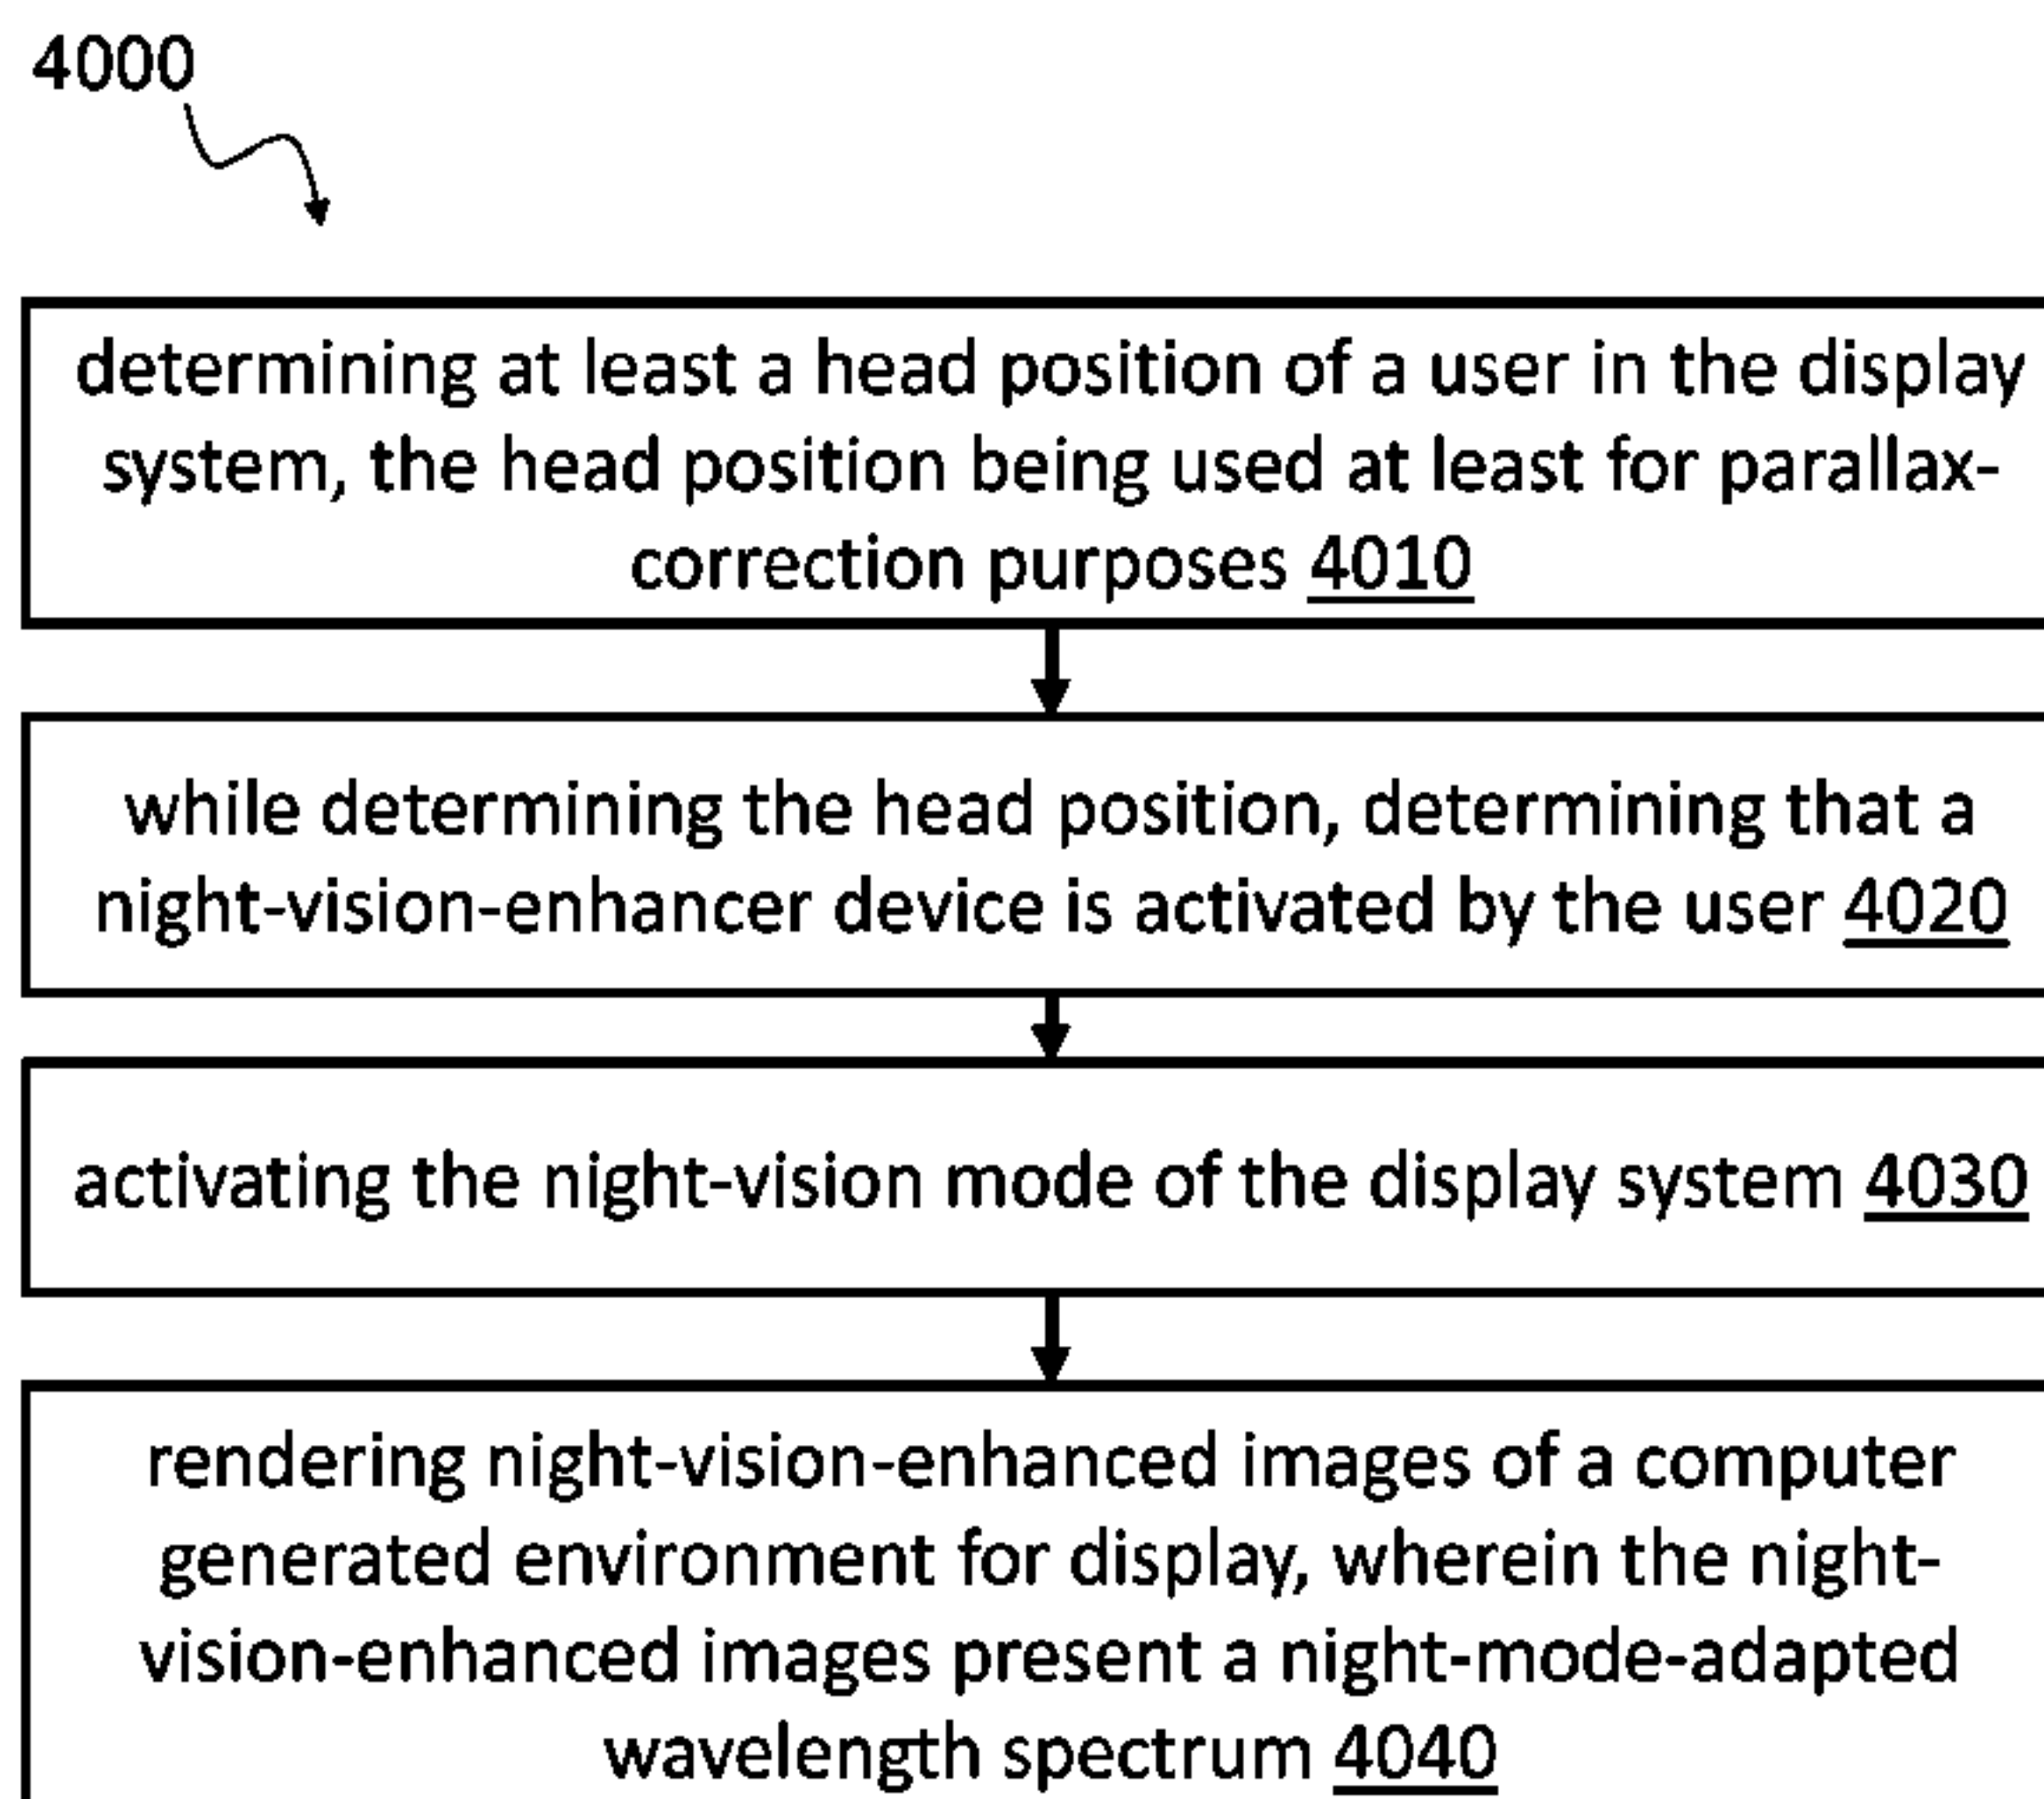 4000
determining at least a head position of a user in the display
system, the head position being used at least for parallax-
correction purposes 4010
while determining the head position, determining that a
night-vision-enhancer device is activated by the user 4020
activating the night-vision mode of the display system 4030
rendering night-vision-enhanced images of a computer
generated environment for display, wherein the night-
vision-enhanced images present a night-mode-adapted
wavelength spectrum 4040